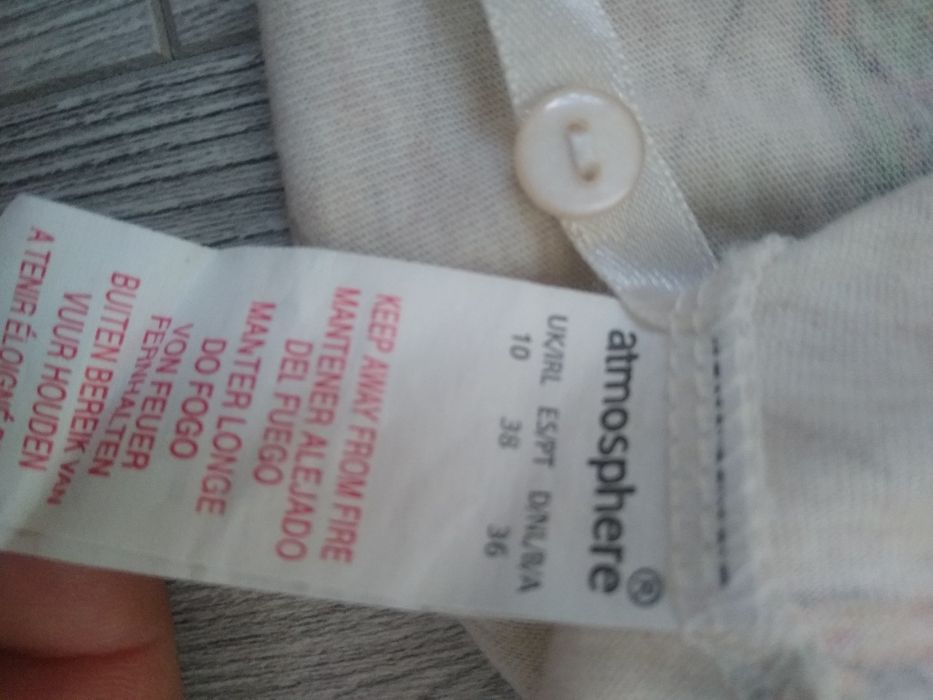 atmosphere®
UK/IRL ES/PT D/NL/B/A
10 38 36
KEEP AWAY FROM FIRE
MANTENER ALEJADO
DEL FUEGO
MANTER LONGE
DO FOGO
VON FEUER
FERNHALTEN
BUITEN BEREIK VAN
VUUR HOUDEN
A TENIR